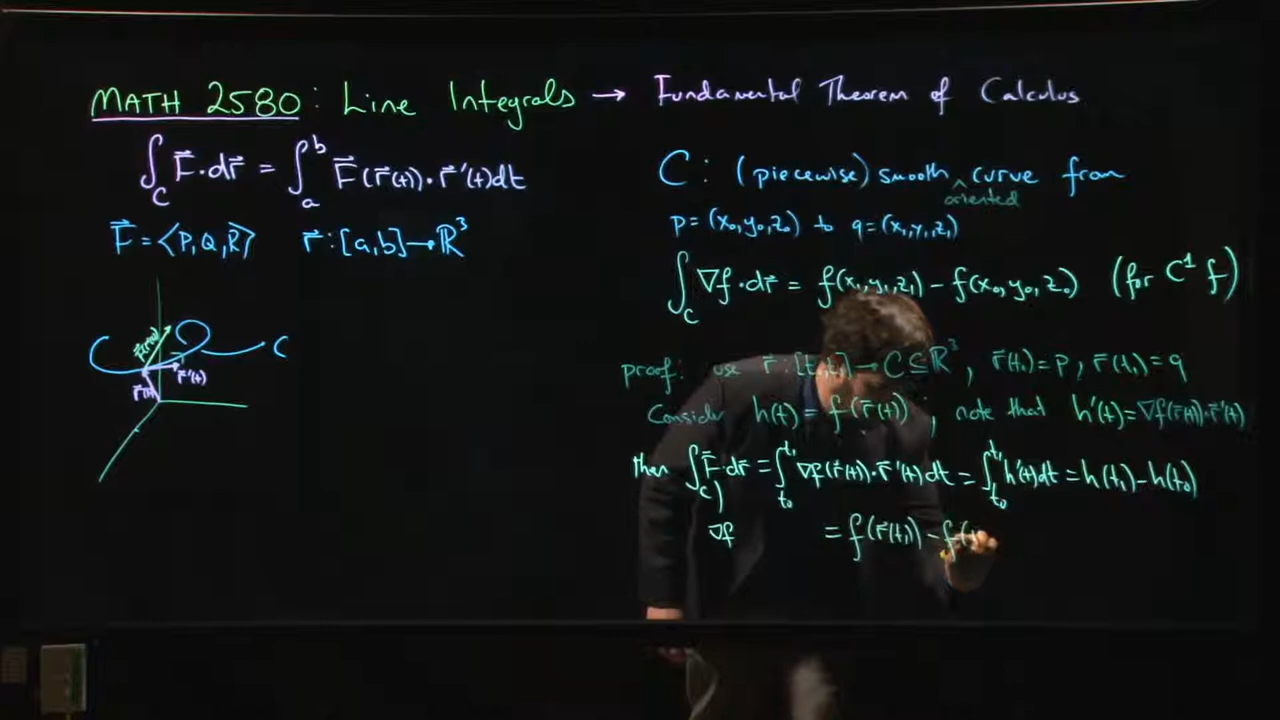 MATH 2580: Line Integrals → Fundamental Theorem of Calculus
∫_C F⃗·dr⃗ = ∫_a^b F⃗(r⃗(t))·r⃗'(t)dt
F⃗ = ⟨P, Q, R⟩ r⃗: [a,b] → ℝ³
C
F⃗(r(t))
r⃗'(t)
r⃗(t)
C: (piecewise) smooth ^ curve from
oriented
p = (x₀, y₀, z₀) to q = (x₁, y₁, z₁)
∫_C ∇f·dr⃗ = f(x₁, y₁, z₁) − f(x₀, y₀, z₀) (for C¹ f)
proof: use r⃗: [t₀, t₁] → C ⊆ ℝ³, r⃗(t₀) = p, r⃗(t₁) = q
Consider h(t) = f(r⃗(t)); note that h'(t) = ∇f(r⃗(t))·r⃗'(t)
then ∫_C F⃗·dr⃗ = ∫_{t₀}^{t₁} ∇f(r⃗(t))·r⃗'(t)dt = ∫_{t₀}^{t₁} h'(t)dt = h(t₁) − h(t₀)
∇f = f(r⃗(t₁)) − f(